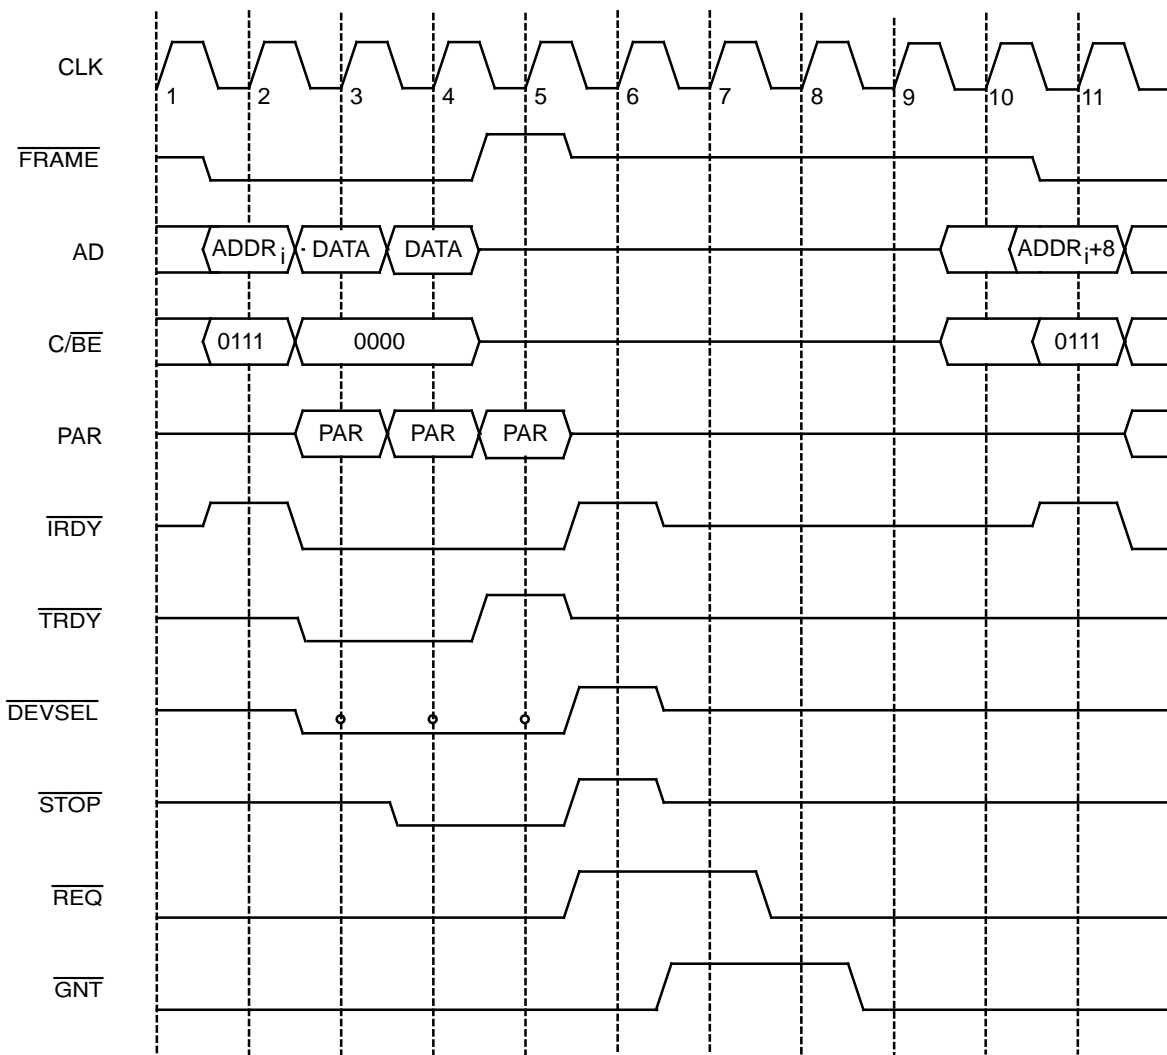 CLK
1 2 3 4 5 6 7 8 9 10 11
FRAME
AD
ADDRi DATA DATA ADDRi+8
C/BE
0111 0000 0111
PAR
PAR PAR PAR
IRDY
TRDY
DEVSEL
STOP
REQ
GNT